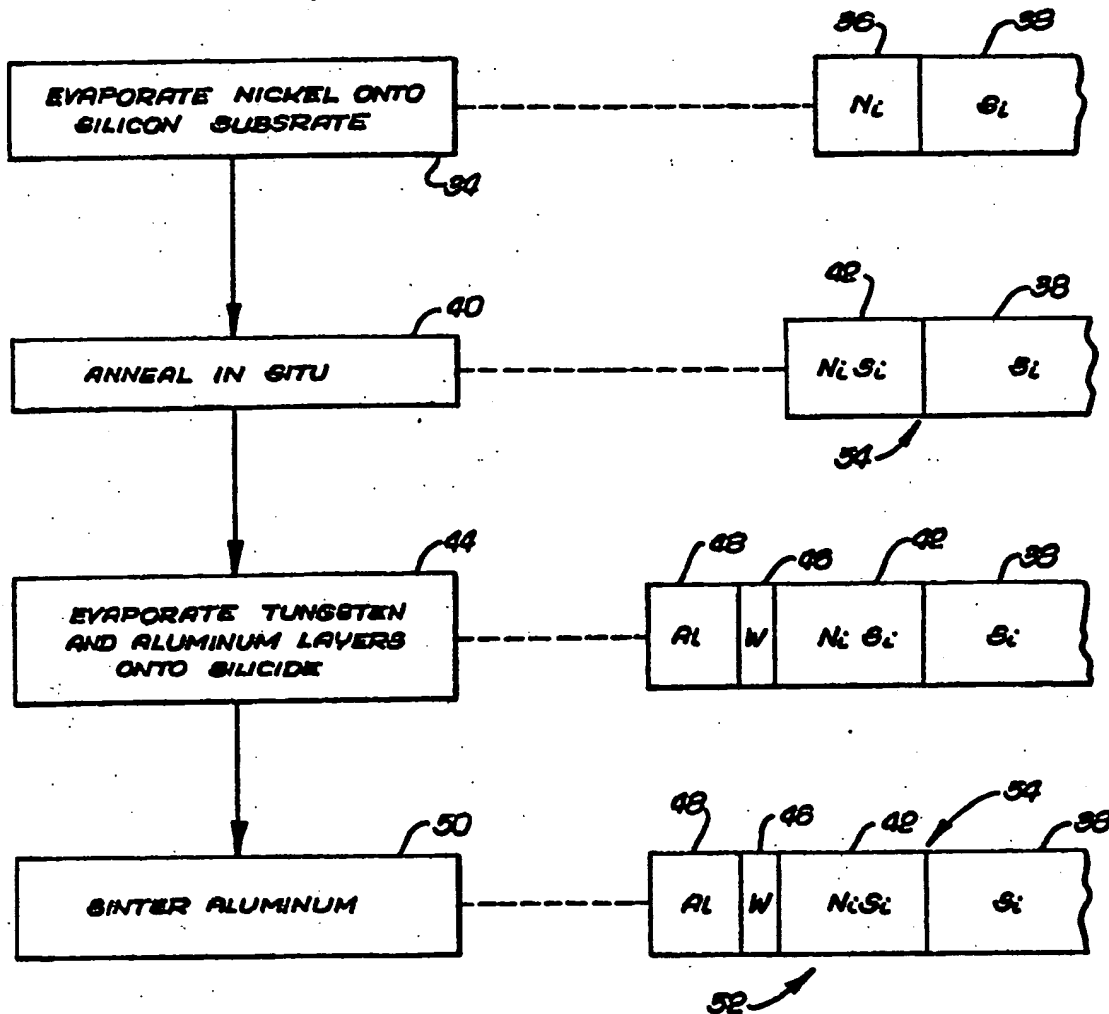 36 38
EVAPORATE NICKEL ONTO
SILICON SUBSRATE
Ni Si
34
42 38
40
ANNEAL IN SITU
NiSi Si
54
48 46 42 38
44
EVAPORATE TUNGSTEN
AND ALUMINUM LAYERS
ONTO SILICIDE
Al W Ni Si Si
54
48 46 42 38
50
SINTER ALUMINUM
Al W NiSi Si
52